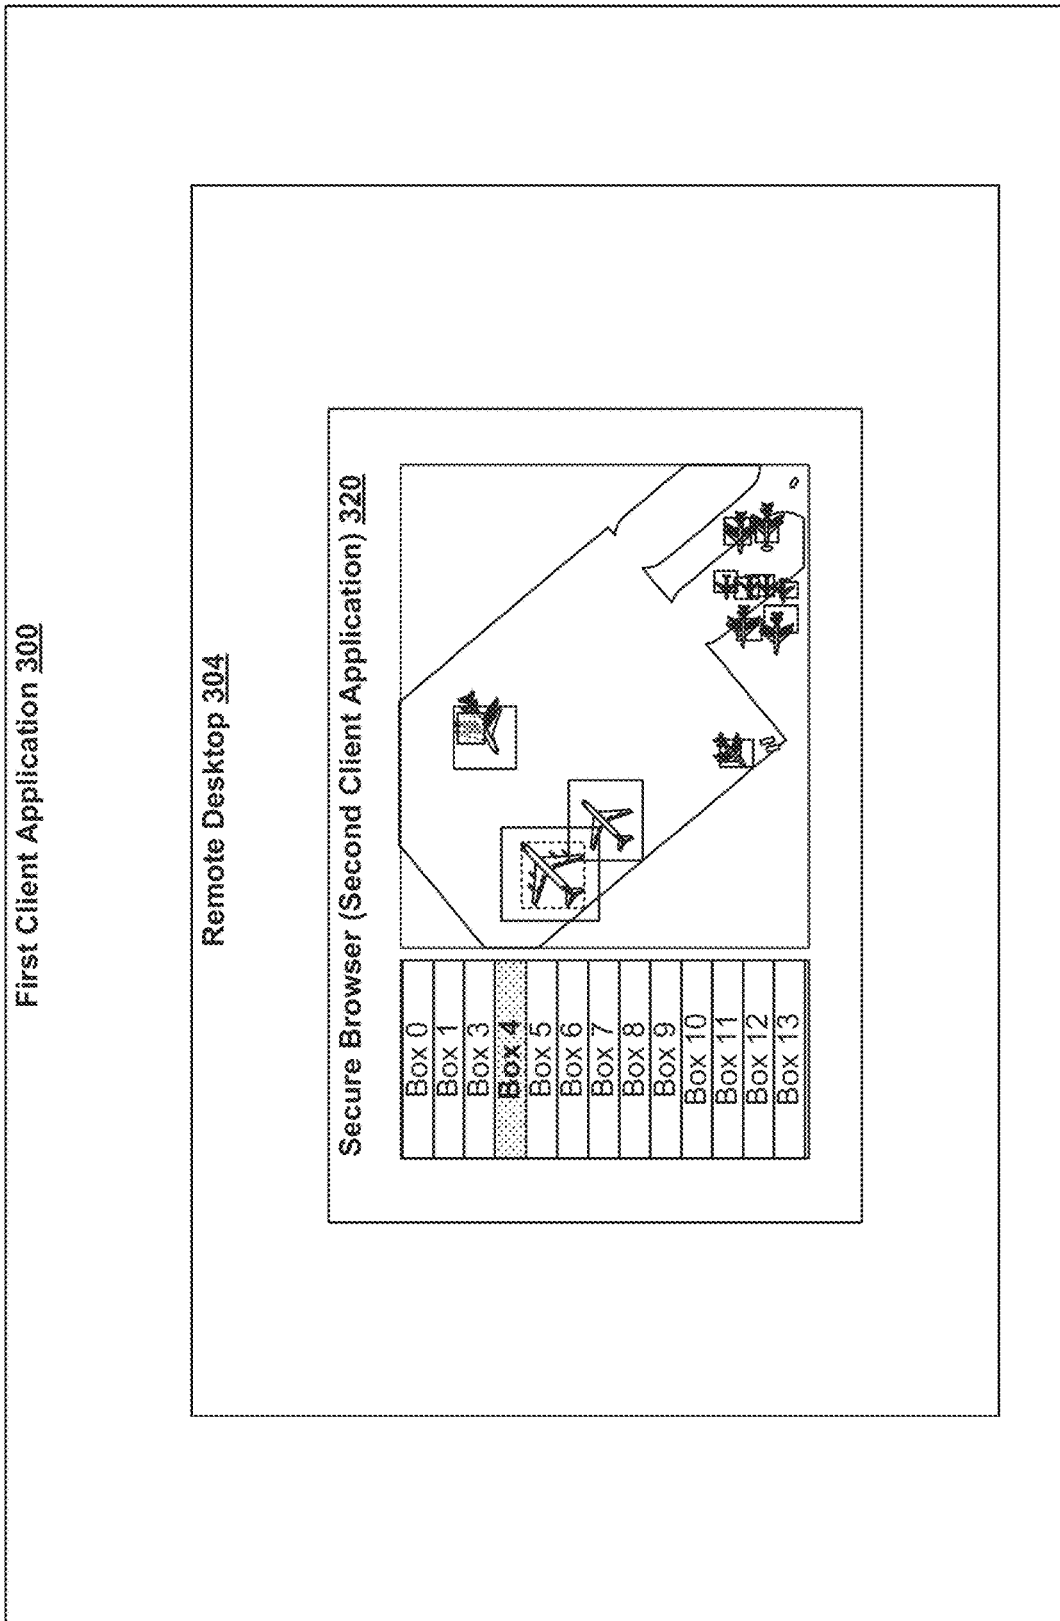 First Client Application 300
Remote Desktop 304
Secure Browser (Second Client Application) 320
Box 0
Box 1
Box 3
Box 4
Box 5
Box 6
Box 7
Box 8
Box 9
Box 10
Box 11
Box 12
Box 13